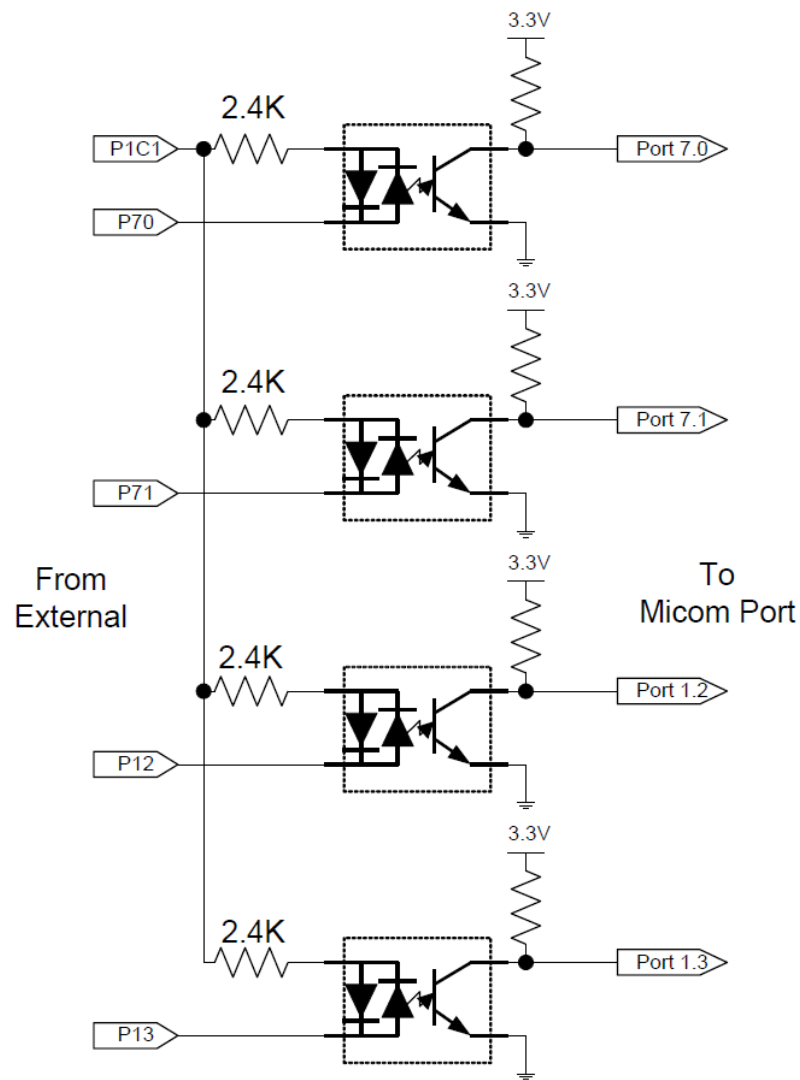 3.3V
2.4K
P1C1
Port 7.0
P70
3.3V
2.4K
Port 7.1
P71
3.3V
From
External
To
Micom Port
2.4K
Port 1.2
P12
3.3V
2.4K
Port 1.3
P13